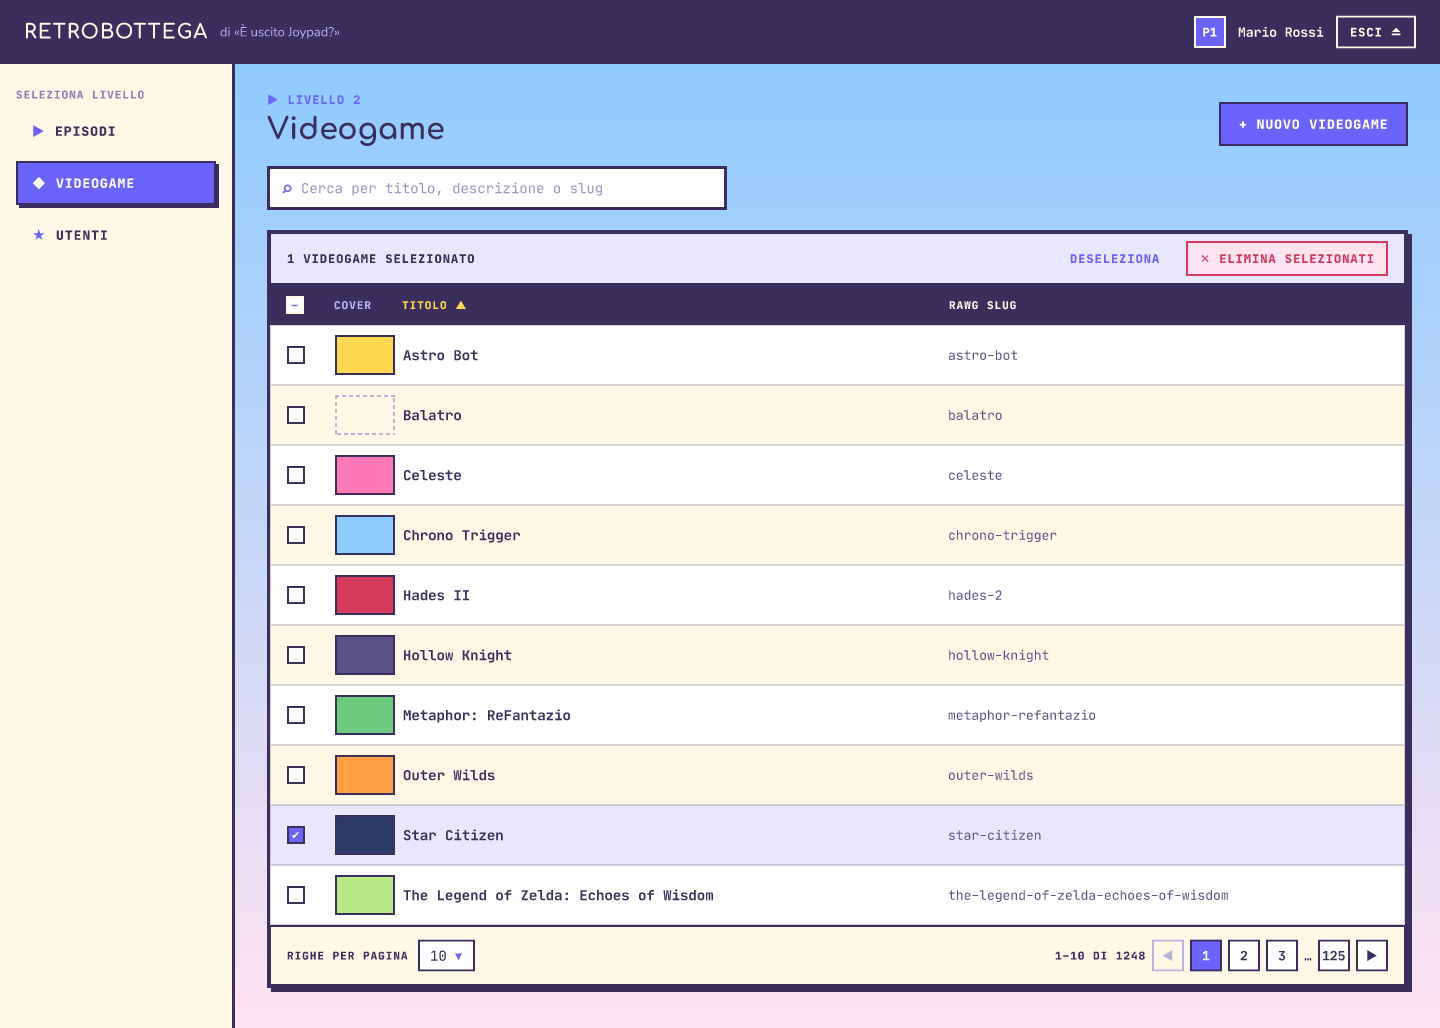 RETROBOTTEGA di «È uscito Joypad?»
P1 Mario Rossi ESCI ⏏
SELEZIONA LIVELLO
▶ EPISODI
◆ VIDEOGAME
★ UTENTI
▶ LIVELLO 2
Videogame
+ NUOVO VIDEOGAME
Cerca per titolo, descrizione o slug
1 VIDEOGAME SELEZIONATO
DESELEZIONA
✕ ELIMINA SELEZIONATI
COVER TITOLO ▲ RAWG SLUG
Astro Bot astro-bot
Balatro balatro
Celeste celeste
Chrono Trigger chrono-trigger
Hades II hades-2
Hollow Knight hollow-knight
Metaphor: ReFantazio metaphor-refantazio
Outer Wilds outer-wilds
Star Citizen star-citizen
The Legend of Zelda: Echoes of Wisdom the-legend-of-zelda-echoes-of-wisdom
RIGHE PER PAGINA 10 ▼
1–10 DI 1248 ◀ 1 2 3 … 125 ▶